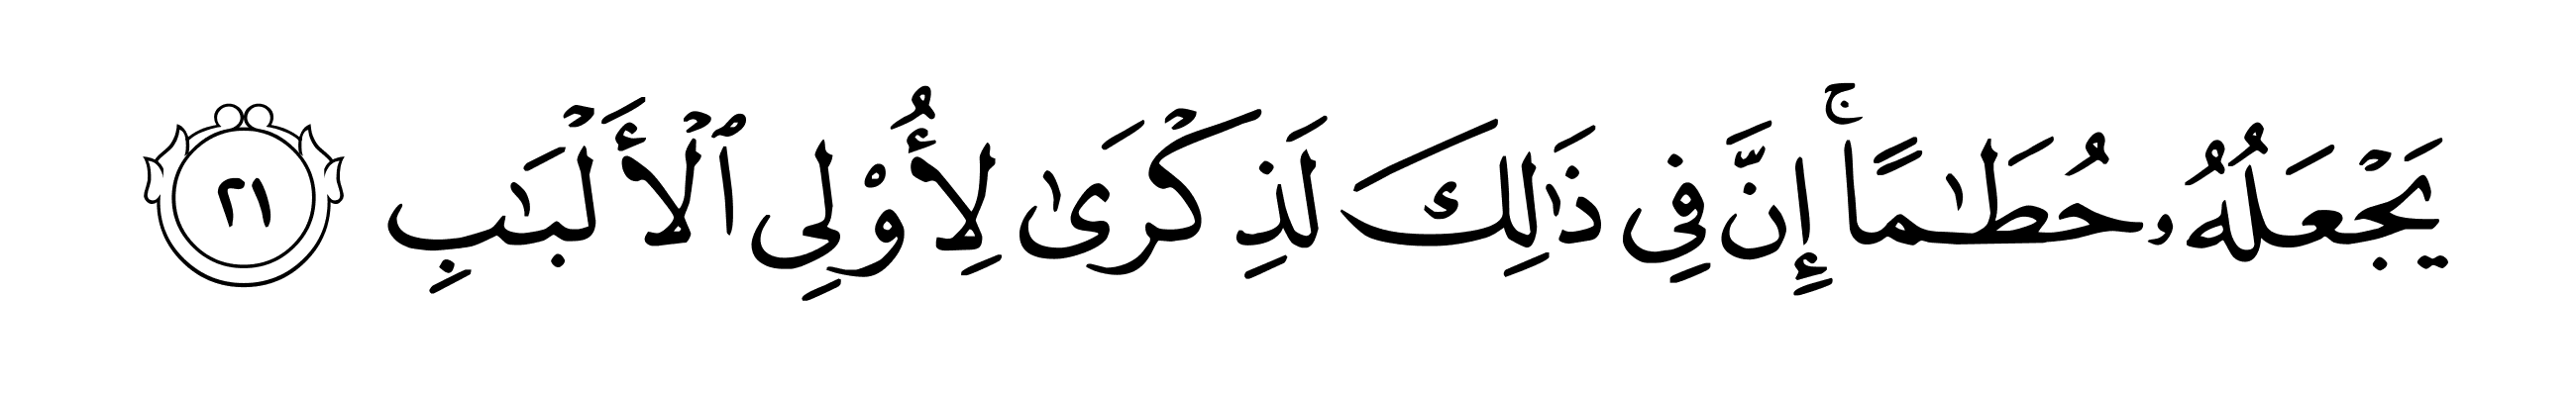 يَجْعَلُهُۥ حُطَٰمًاۚ إِنَّ فِي ذَٰلِكَ لَذِكْرَىٰ لِأُوْلِي ٱلْأَلْبَٰبِ ٢١